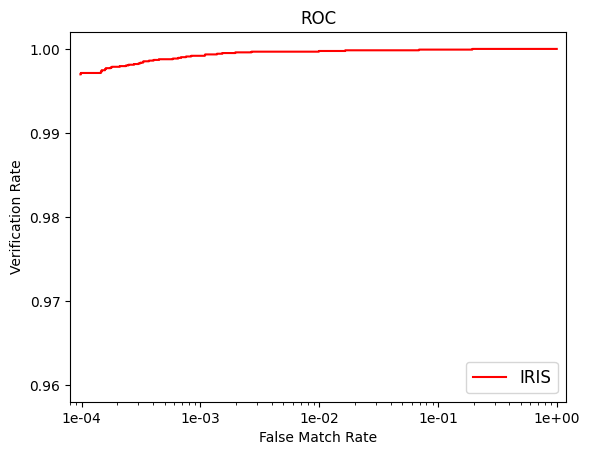 ROC
Verification Rate
1.00
0.99
0.98
0.97
0.96
IRIS
1e-04 1e-03 1e-02 1e-01 1e+00
False Match Rate